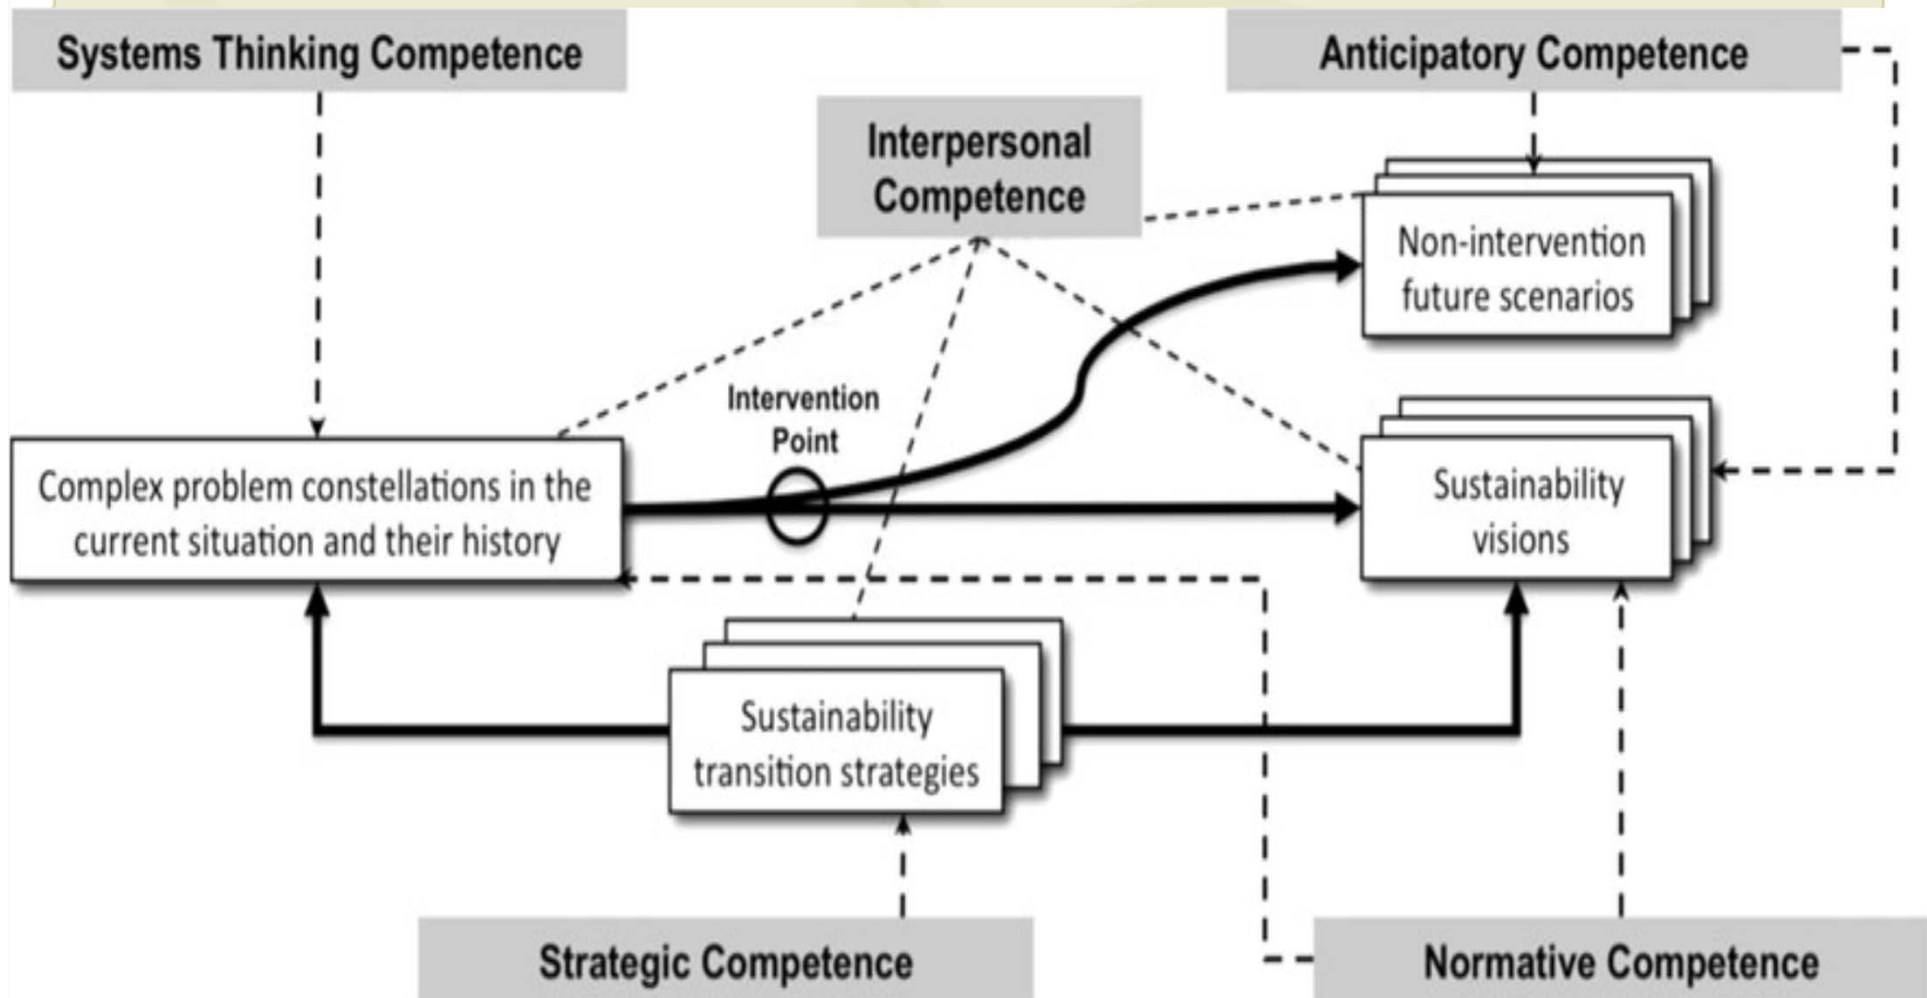 Systems Thinking Competence
Anticipatory Competence
Interpersonal
Competence
Non-intervention
future scenarios
Intervention
Point
Complex problem constellations in the
current situation and their history
Sustainability
visions
Sustainability
transition strategies
Strategic Competence
Normative Competence